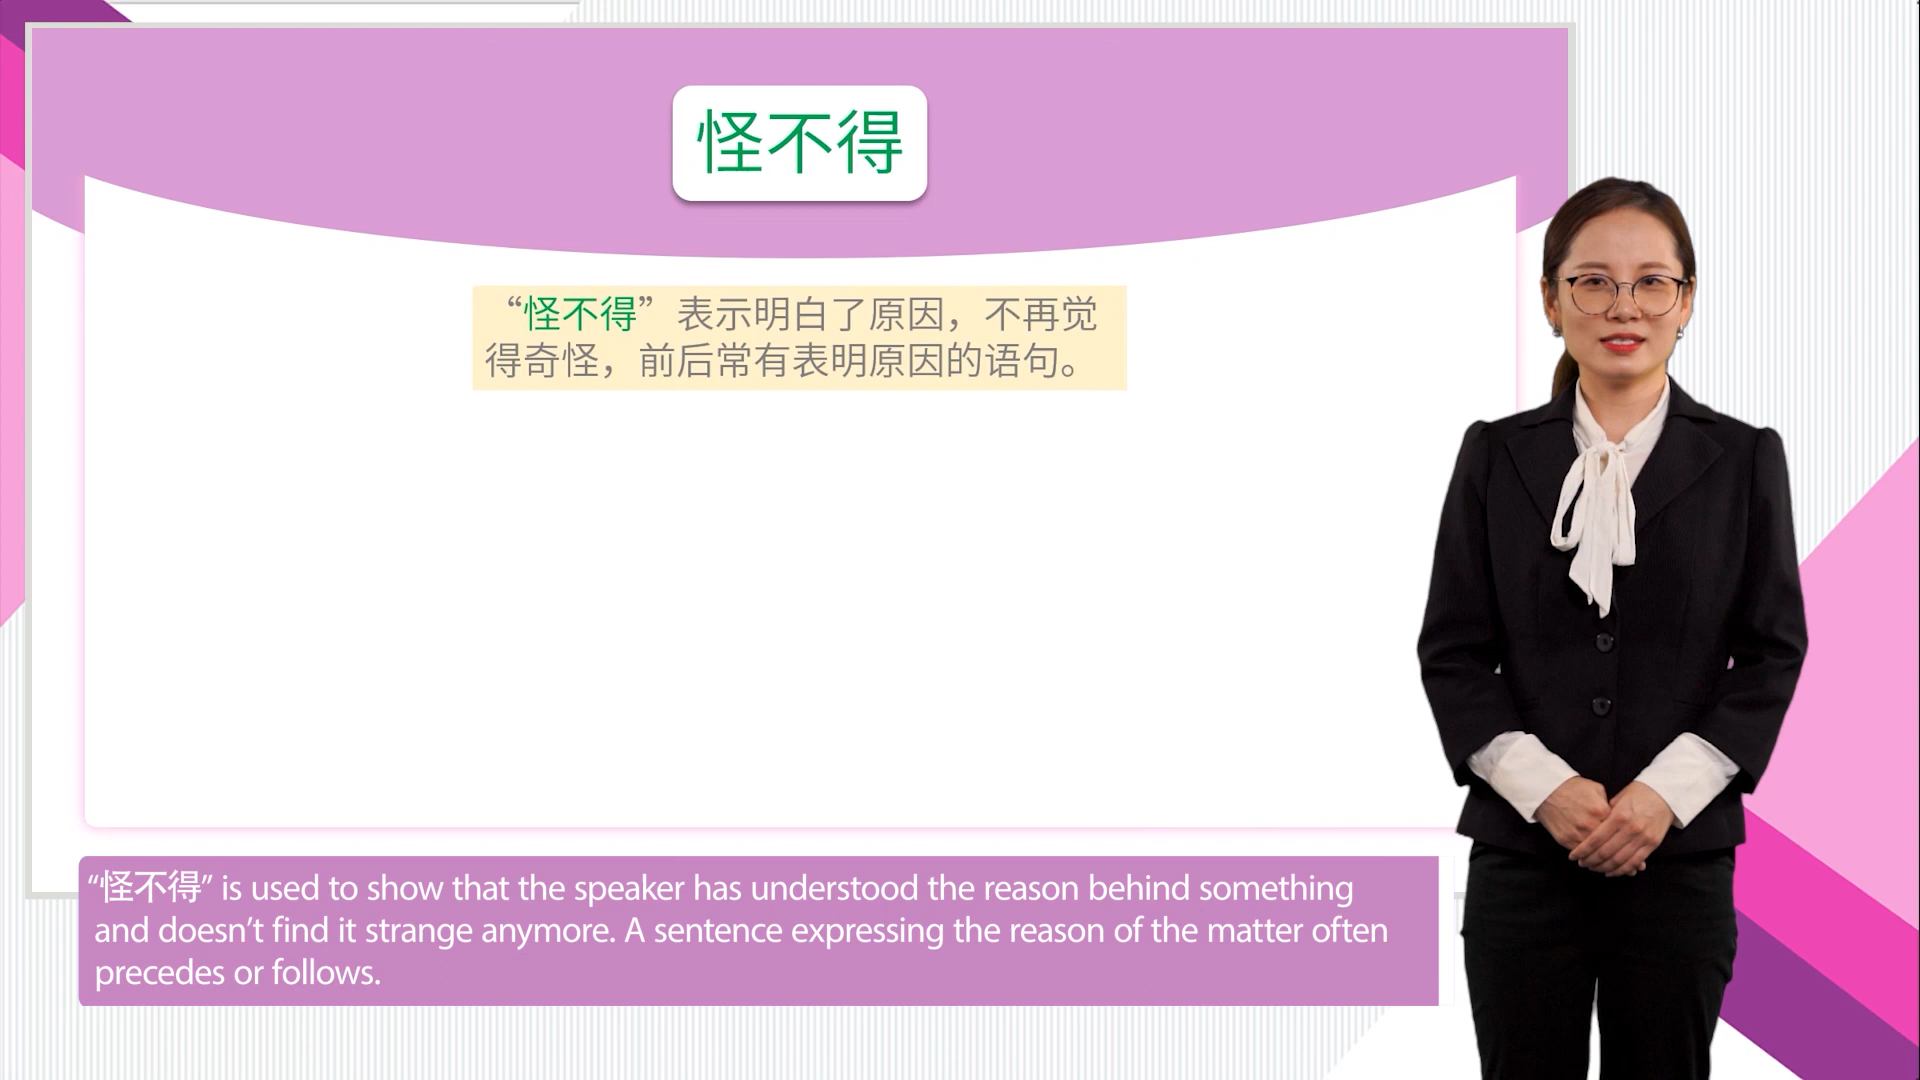 怪不得
“怪不得”表示明白了原因，不再觉
得奇怪，前后常有表明原因的语句。
“怪不得” is used to show that the speaker has understood the reason behind something
and doesn’t find it strange anymore. A sentence expressing the reason of the matter often
precedes or follows.